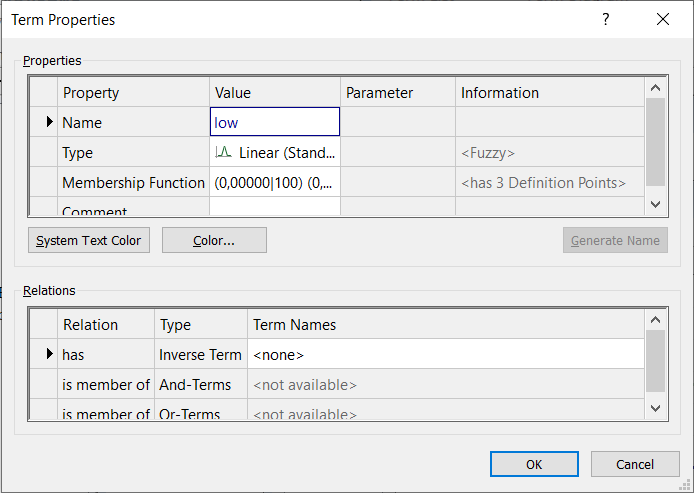 Term Properties ?
Properties
Property Value Parameter Information
Name low
Type Linear (Stand... <Fuzzy>
Membership Function (0,00000|100) (0,... <has 3 Definition Points>
Comment
System Text Color Color... Generate Name
Relations
Relation Type Term Names
has Inverse Term <none>
is member of And-Terms <not available>
is member of Or-Terms <not available>
OK Cancel